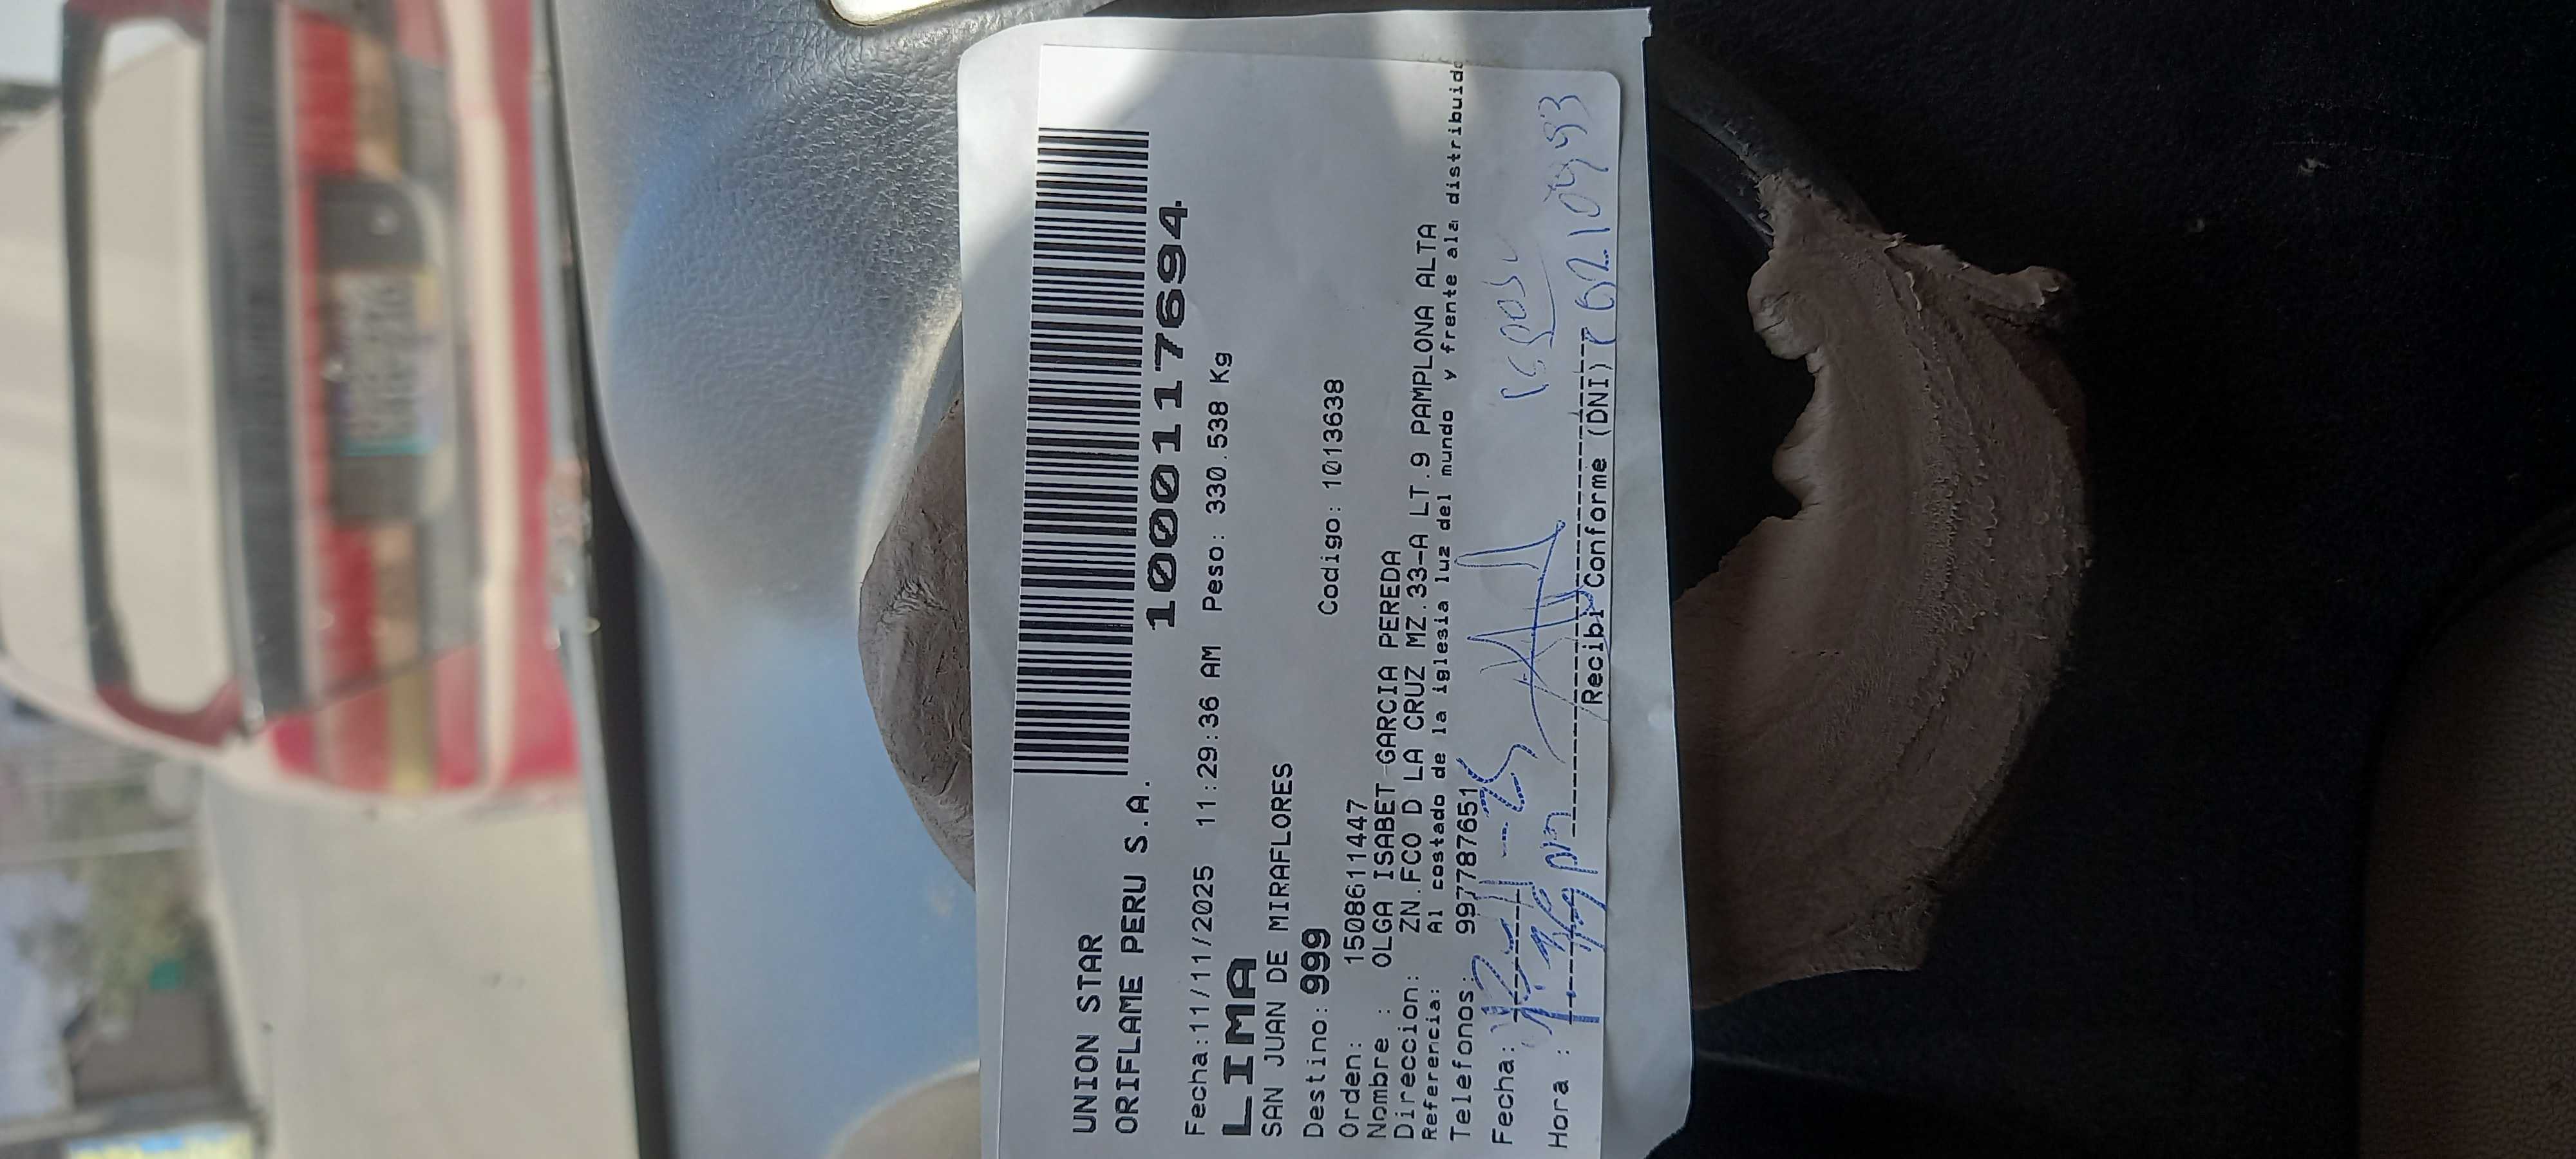 UNION STAR
ORIFLAME PERU S.A.
10001117694
Fecha:11/11/2025 11:29:36 AM Peso: 330.538 Kg
LIMA
SAN JUAN DE MIRAFLORES
Destino: 999
Codigo: 1013638
Orden: 1508611447
Nombre : OLGA ISABET GARCIA PEREDA
Direccion: ZN.FCO D LA CRUZ MZ.33-A LT.9 PAMPLONA ALTA
Referencia: Al costado de la iglesia luz del mundo y frente ala distribuido
Telefonos: 997787651
Fecha:
Hora : pm
Recibi Conforme (DNI)